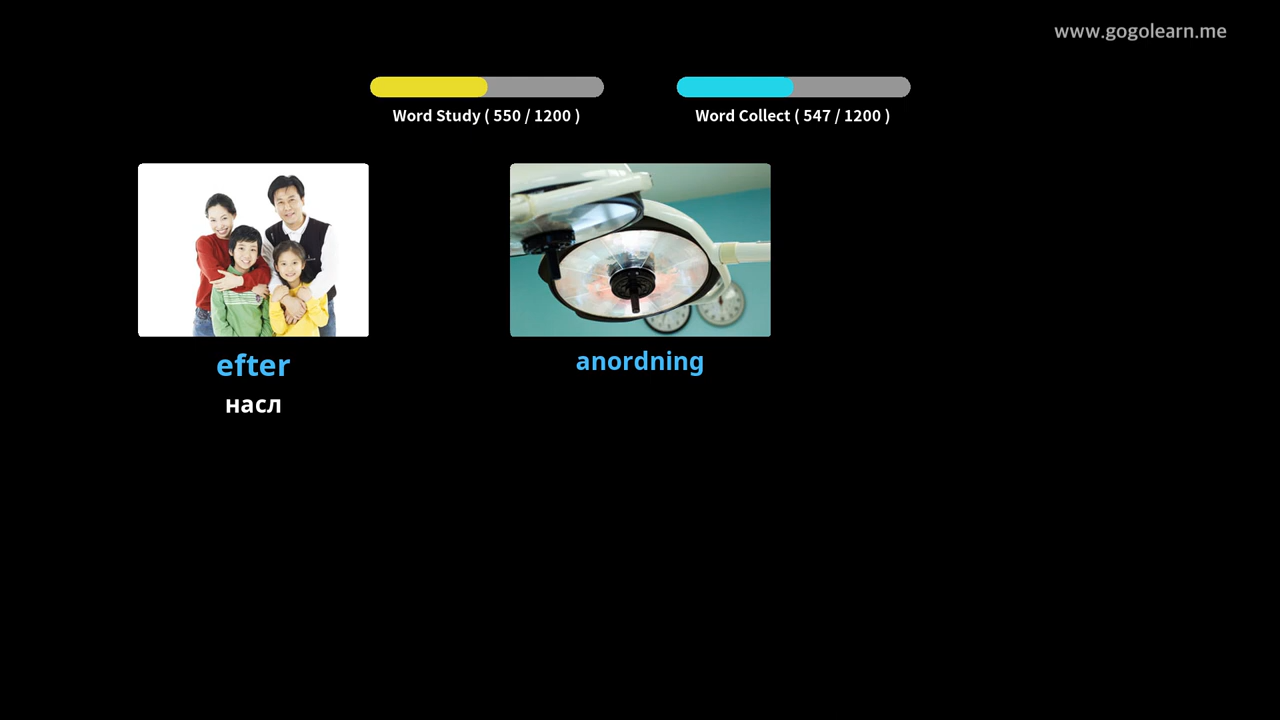 www.gogolearn.me
Word Study ( 550 / 1200 )
Word Collect ( 547 / 1200 )
efter
насл
anordning